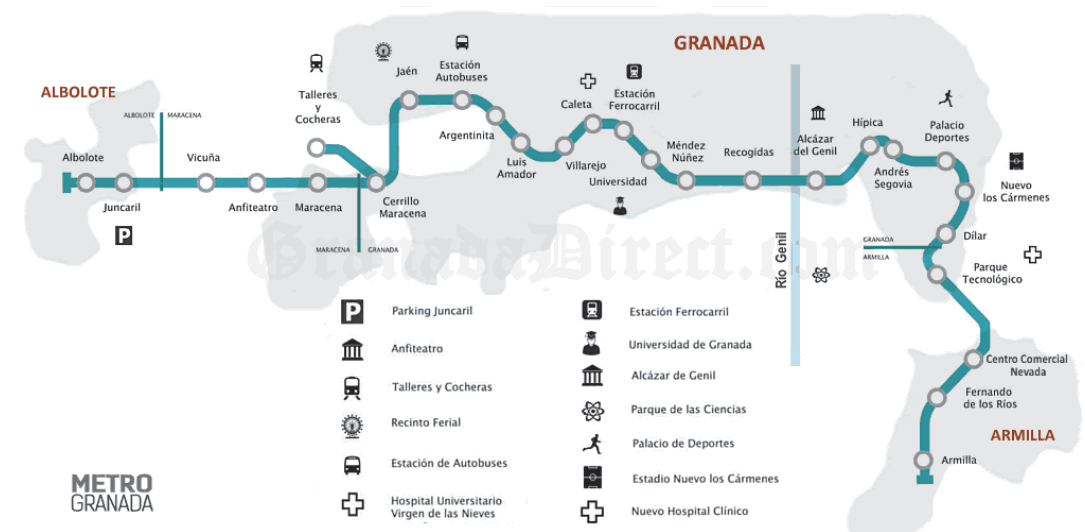 GRANADA
ALBOLOTE
Talleres
y
Cocheras
Jaén
Estación
Autobuses
Caleta
Estación
Ferrocarril
ALBOLOTE
MARACENA
Argentinita
Luis
Amador
Villarejo
Universidad
Méndez
Núñez
Recogidas
Alcázar
del Genil
Hípica
Palacio
Deportes
Andrés
Segovia
Nuevo
los Cármenes
Albolote
Vicuña
Juncaril
Anfiteatro
Maracena
Cerrillo
Maracena
P
MARACENA
GRANADA
GranadaDirect.com
Río Genil
GRANADA
ARMILLA
Dílar
Parque
Tecnológico
Centro Comercial
Nevada
Fernando
de los Ríos
ARMILLA
Armilla
P
Parking Juncaril
Anfiteatro
Talleres y Cocheras
Recinto Ferial
Estación de Autobuses
Hospital Universitario
Virgen de las Nieves
Estación Ferrocarril
Universidad de Granada
Alcázar de Genil
Parque de las Ciencias
Palacio de Deportes
Estadio Nuevo los Cármenes
Nuevo Hospital Clínico
METRO
GRANADA